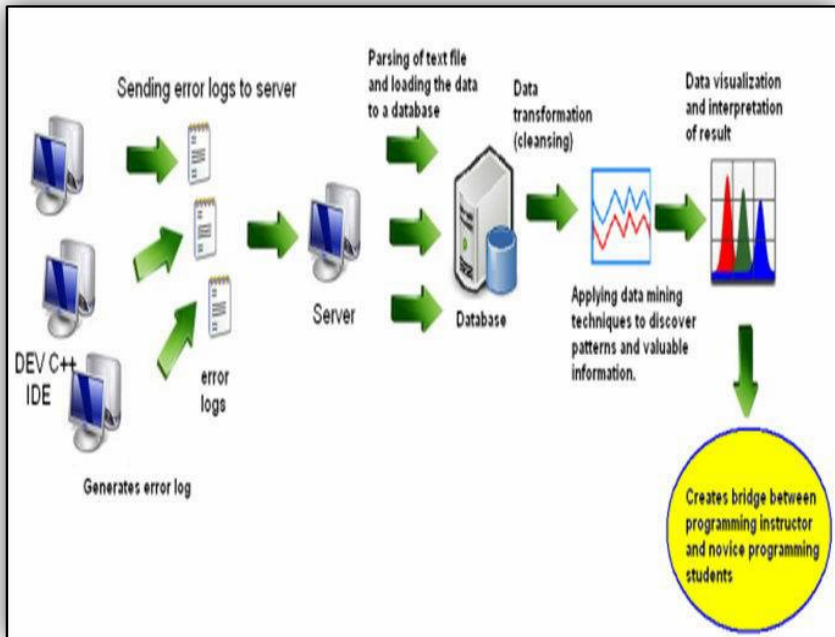 Sending error logs to server
Parsing of text file
and loading the data
to a database
Data
transformation
(cleansing)
Data visualization
and interpretation
of result
DEV C++
IDE
Generates error log
error
logs
Server
Database
Applying data mining
techniques to discover
patterns and valuable
information.
Creates bridge between
programming instructor
and novice programming
students